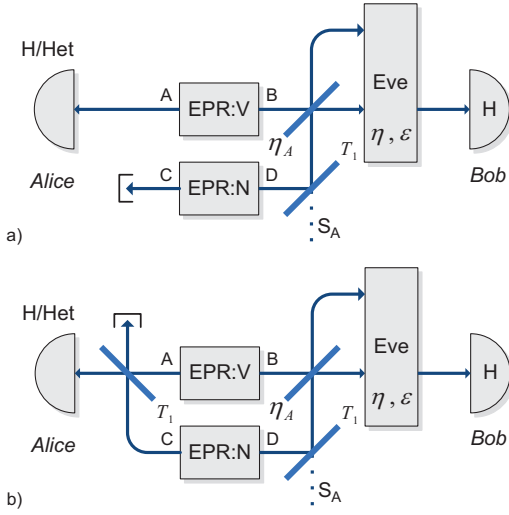 H/Het
A
EPR:V
B
Eve
H
η_A
η , ε
T_1
Alice
C
EPR:N
D
Bob
S_A
a)
H/Het
A
EPR:V
B
Eve
H
T_1
η_A
η , ε
T_1
Alice
C
EPR:N
D
Bob
S_A
b)